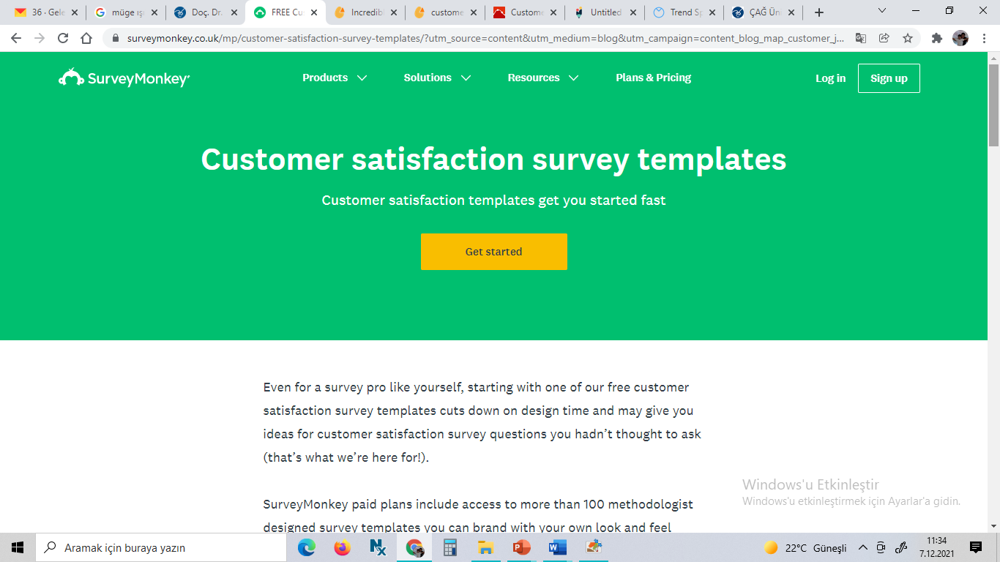 36 · Gele
müge ışı
Doç. Dr.
FREE Cu
Incredibl
custome
Custome
Untitled
Trend Sp
ÇAĞ Üni
surveymonkey.co.uk/mp/customer-satisfaction-survey-templates/?utm_source=content&utm_medium=blog&utm_campaign=content_blog_map_customer_j...
SurveyMonkey
Products
Solutions
Resources
Plans & Pricing
Log in
Sign up
Customer satisfaction survey templates
Customer satisfaction templates get you started fast
Get started
Even for a survey pro like yourself, starting with one of our free customer
satisfaction survey templates cuts down on design time and may give you
ideas for customer satisfaction survey questions you hadn't thought to ask
(that's what we're here for!).
SurveyMonkey paid plans include access to more than 100 methodologist
designed survey templates you can brand with your own look and feel
Windows'u Etkinleştir
Windows'u etkinleştirmek için Ayarlar'a gidin.
Aramak için buraya yazın
22°C Güneşli
11:34
7.12.2021